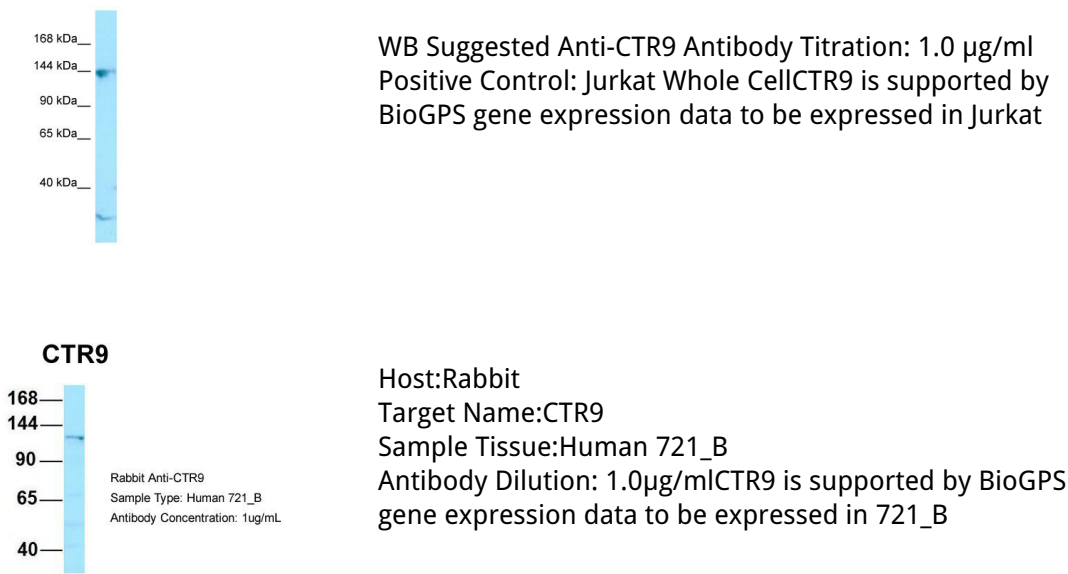 168 kDa__
144 kDa__
90 kDa__
65 kDa__
40 kDa__
WB Suggested Anti-CTR9 Antibody Titration: 1.0 μg/ml
Positive Control: Jurkat Whole CellCTR9 is supported by
BioGPS gene expression data to be expressed in Jurkat
CTR9
168
144
90
65
40
Rabbit Anti-CTR9
Sample Type: Human 721_B
Antibody Concentration: 1ug/mL
Host:Rabbit
Target Name:CTR9
Sample Tissue:Human 721_B
Antibody Dilution: 1.0μg/mlCTR9 is supported by BioGPS
gene expression data to be expressed in 721_B